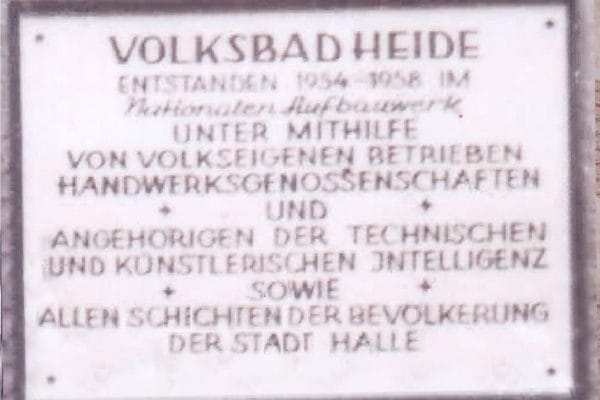 VOLKSBAD HEIDE
ENTSTANDEN 1954-1958 IM
Nationalen Aufbauwerk
UNTER MITHILFE
VON VOLKSEIGENEN BETRIEBEN
HANDWERKSGENOSSENSCHAFTEN
+ UND +
ANGEHÖRIGEN DER TECHNISCHEN
UND KÜNSTLERISCHEN JNTELLIGENZ
+ SOWIE +
ALLEN SCHICHTEN DER BEVÖLKERUNG
DER STADT HALLE